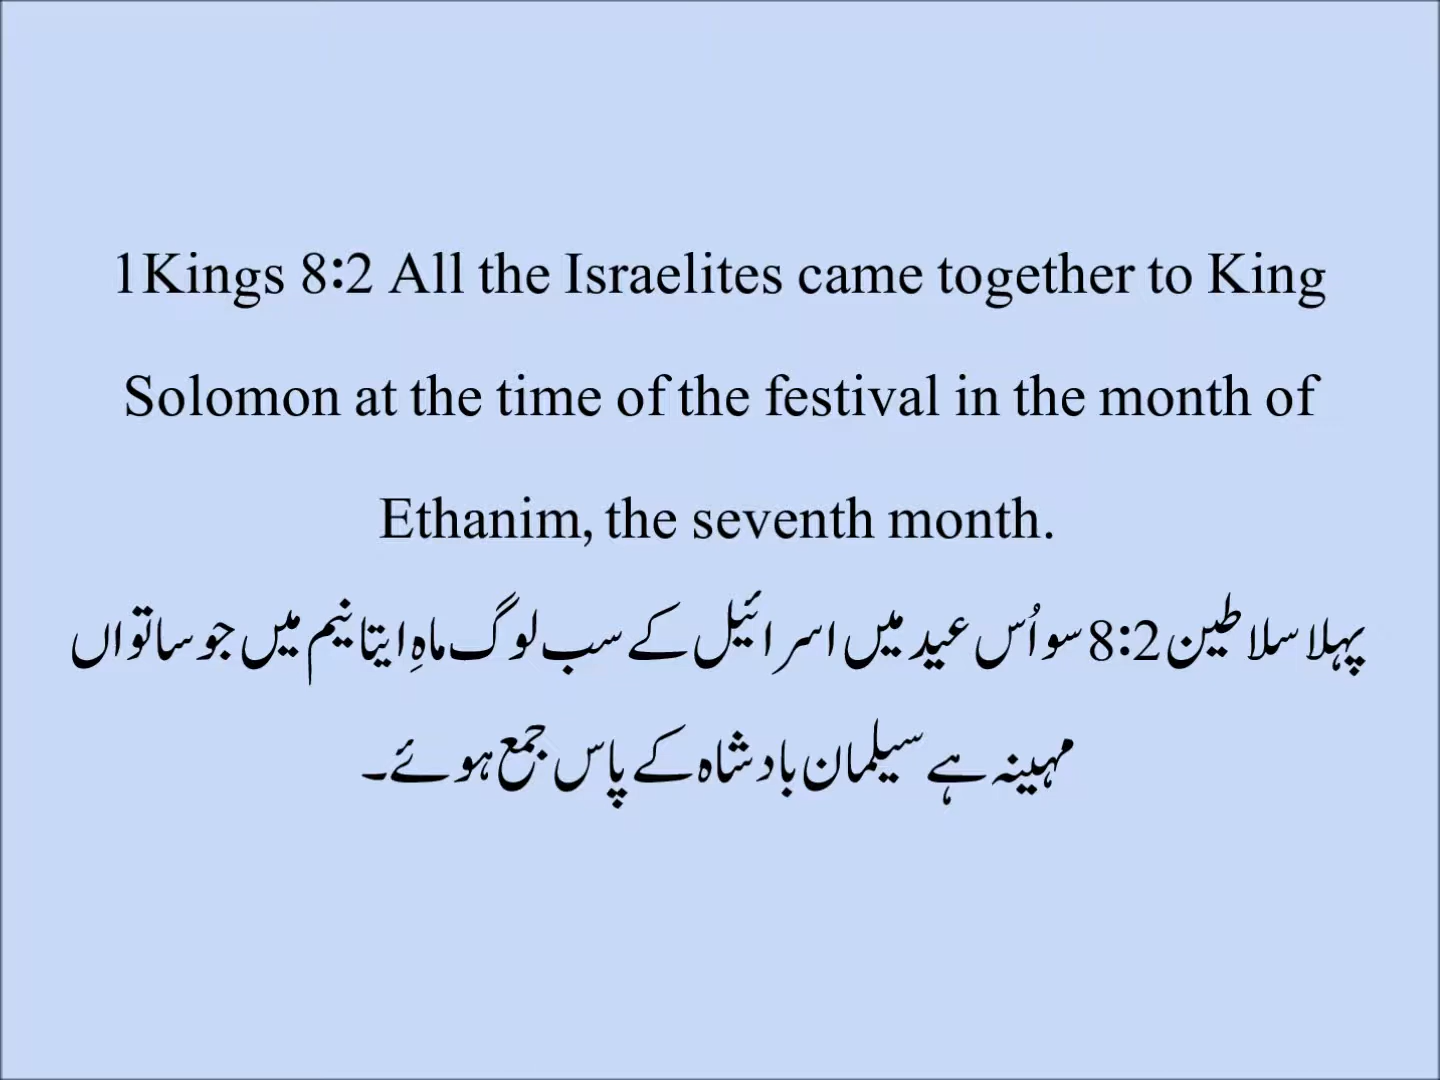 1Kings 8:2 All the Israelites came together to King
Solomon at the time of the festival in the month of
Ethanim, the seventh month.
پہلا سلاطین 8:2 سو اُس عید میں اسرائیل کے سب لوگ ماہِ ایتانیم میں جو ساتواں
مہینہ ہے سیلمان بادشاہ کے پاس جمع ہوئے۔